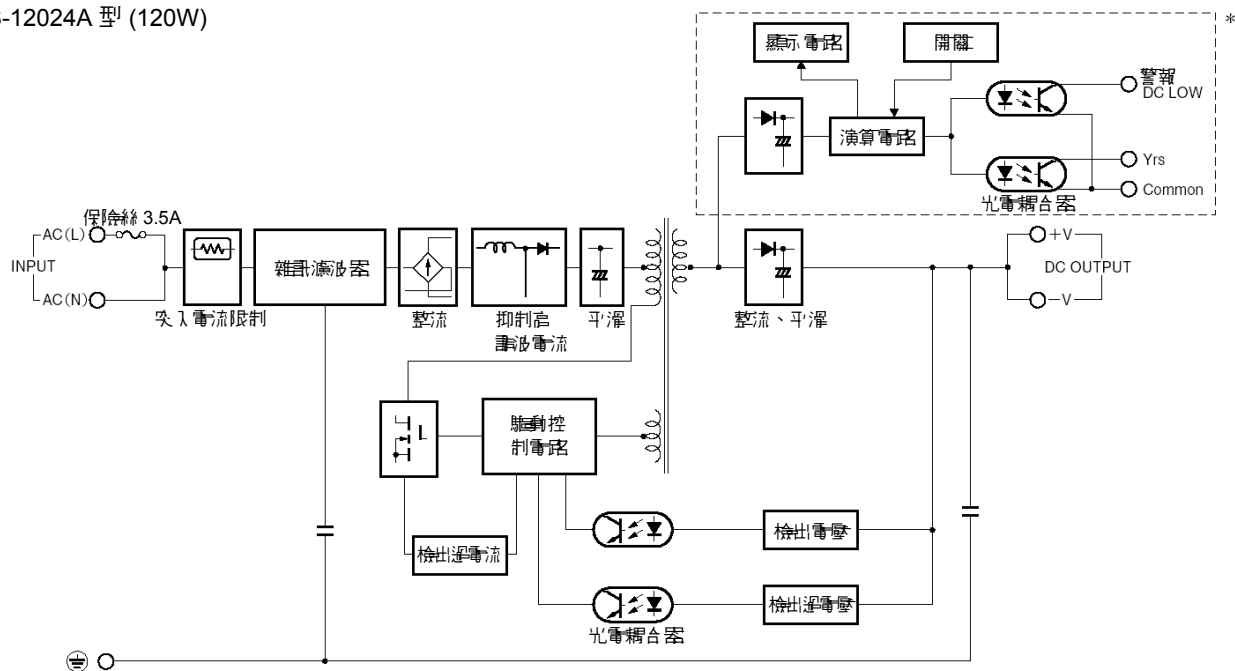 -12024A 型 (120W)
*
顯示電路
開關
警報
DC LOW
演算電路
Yrs
Common
光電耦合器
保險絲 3.5A
AC(L)
INPUT
AC(N)
突入電流限制
雜訊濾波器
整流
抑制高
諧波電流
平滑
整流、平滑
+V
DC OUTPUT
−V
驅動控
制電路
檢出過電流
檢出電壓
檢出過電壓
光電耦合器